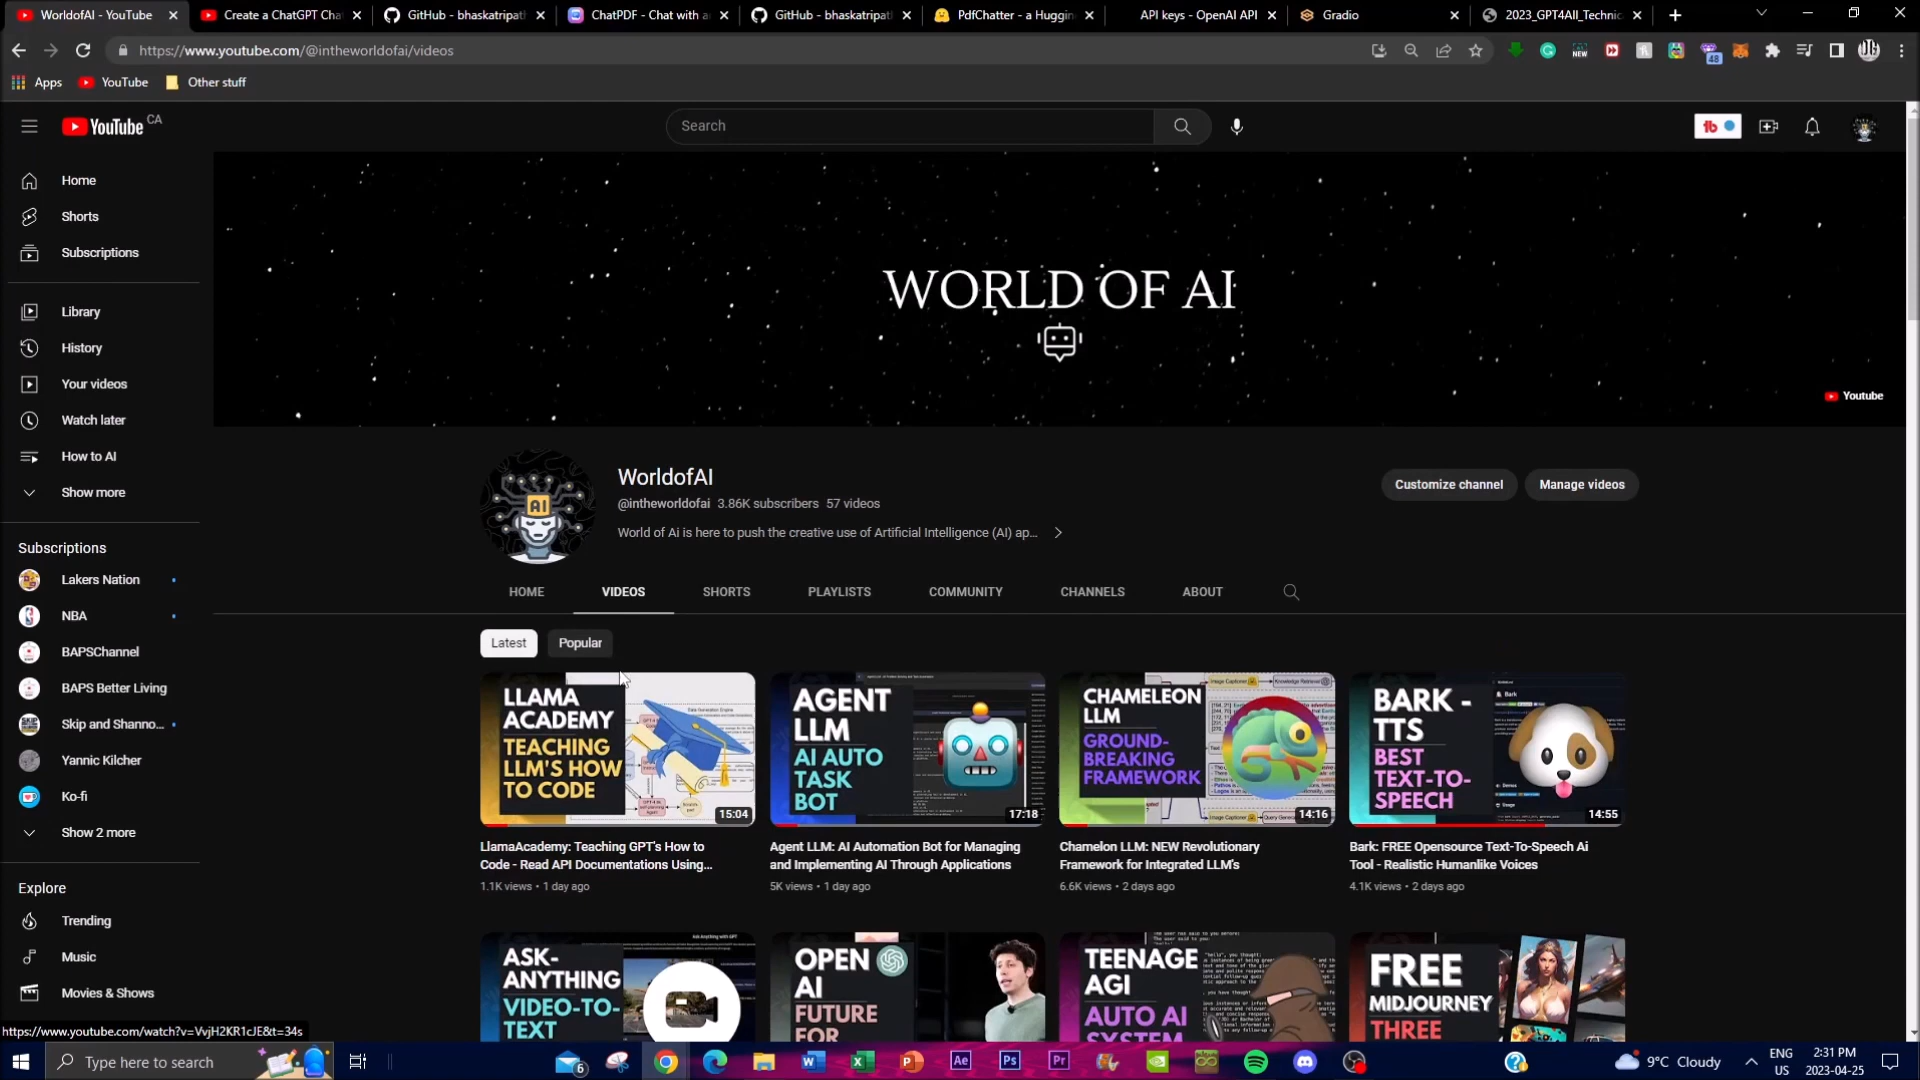 WorldofAI - YouTube
Create a ChatGPT Cha
GitHub - bhaskatripath
ChatPDF - Chat with a
GitHub - bhaskatripath
PdfChatter - a Huggin
API keys - OpenAI API
Gradio
2023_GPT4All_Technic
https://www.youtube.com/@intheworldofai/videos
NEW
48
Apps
YouTube
Other stuff
YouTube CA
Search
Home
Shorts
Subscriptions
Library
History
Your videos
Watch later
How to AI
Show more
Subscriptions
Lakers Nation
NBA
BAPSChannel
BAPS Better Living
Skip and Shanno...
Yannic Kilcher
Ko-fi
Show 2 more
Explore
Trending
Music
Movies & Shows
WORLD OF AI
Youtube
AI
WorldofAI
@intheworldofai 3.86K subscribers 57 videos
World of Ai is here to push the creative use of Artificial Intelligence (AI) ap...
Customize channel
Manage videos
HOME
VIDEOS
SHORTS
PLAYLISTS
COMMUNITY
CHANNELS
ABOUT
Latest
Popular
LLAMA
ACADEMY
TEACHING
LLM'S HOW
TO CODE
15:04
LlamaAcademy: Teaching GPT's How to
Code - Read API Documentations Using...
1.1K views • 1 day ago
AGENT
LLM
AI AUTO
TASK
BOT
17:18
Agent LLM: AI Automation Bot for Managing
and Implementing AI Through Applications
5K views • 1 day ago
CHAMELEON
LLM
GROUND-
BREAKING
FRAMEWORK
14:16
Chamelon LLM: NEW Revolutionary
Framework for Integrated LLM's
6.6K views • 2 days ago
BARK -
TTS
BEST
TEXT-TO-
SPEECH
14:55
Bark: FREE Opensource Text-To-Speech Ai
Tool - Realistic Humanlike Voices
4.1K views • 2 days ago
ASK-
ANYTHING
VIDEO-TO-
TEXT
OPEN
AI
FUTURE
FOR
TEENAGE
AGI
AUTO AI
SYSTEM
FREE
MIDJOURNEY
THREE
https://www.youtube.com/watch?v=VvjH2KR1cJE&t=34s
Type here to search
6
9°C Cloudy
ENG
US
2:31 PM
2023-04-25